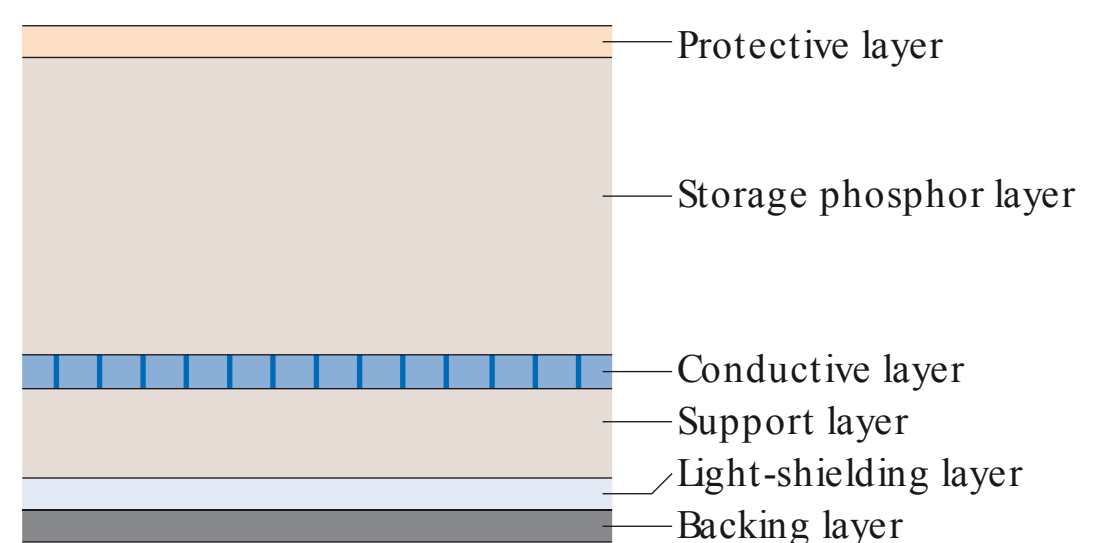 Protective layer
Storage phosphor layer
Conductive layer
Support layer
Light-shielding layer
Backing layer